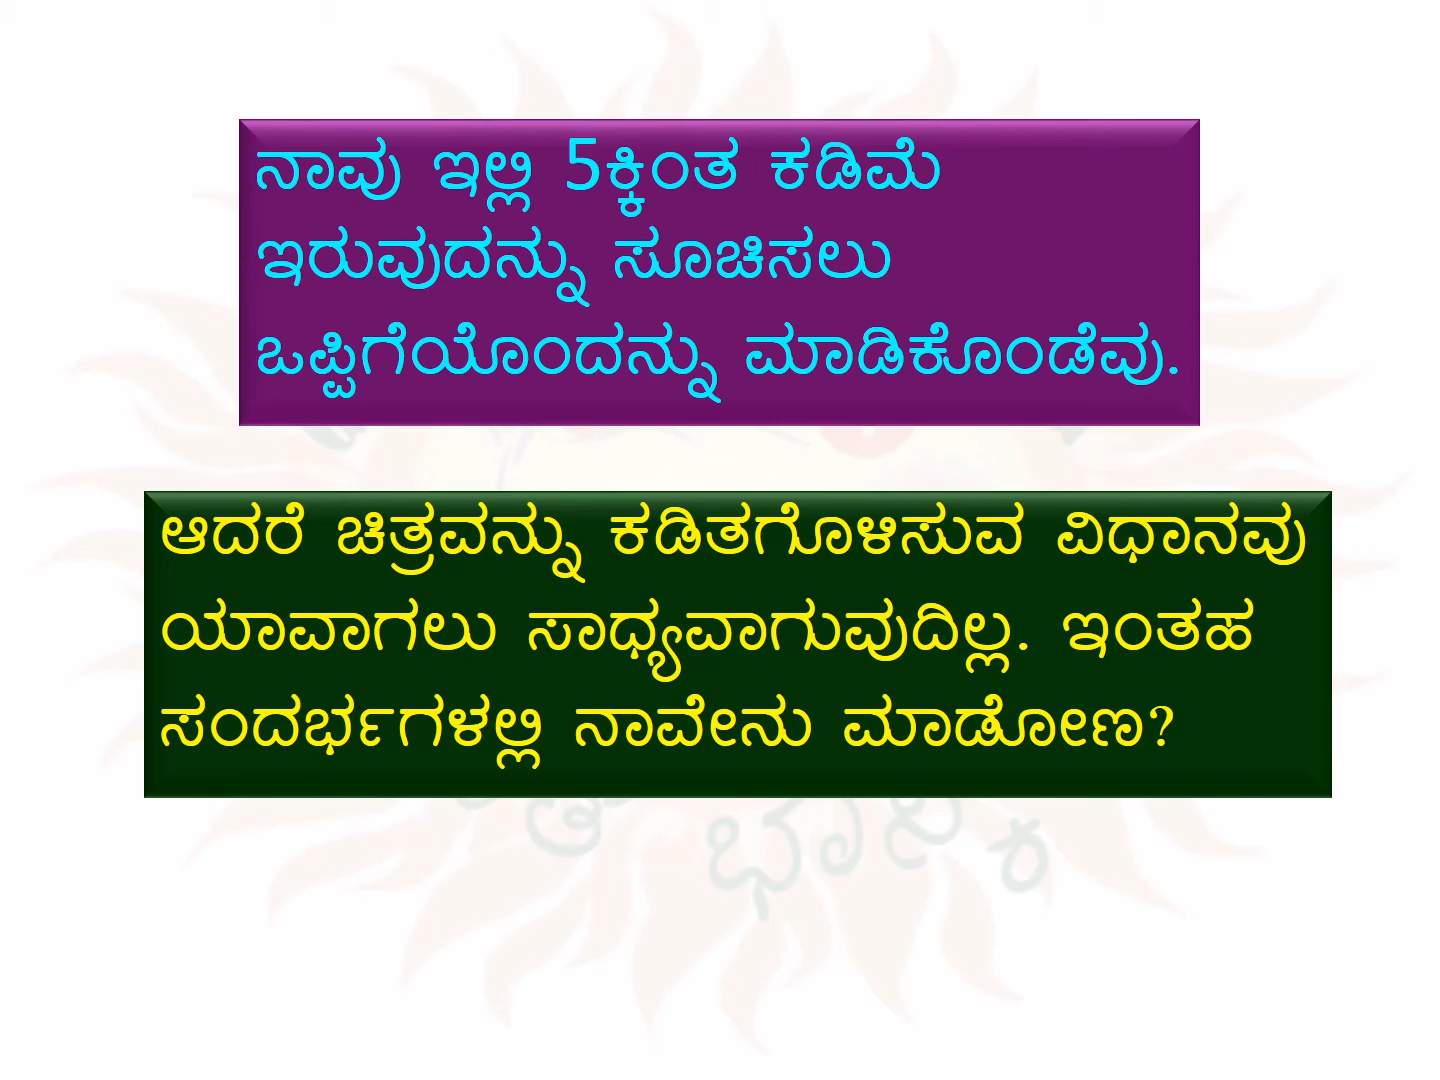 ನಾವು ಇಲ್ಲಿ 5ಕ್ಕಿಂತ ಕಡಿಮೆ
ಇರುವುದನ್ನು ಸೂಚಿಸಲು
ಒಪ್ಪಿಗೆಯೊಂದನ್ನು ಮಾಡಿಕೊಂಡೆವು.
ಆದರೆ ಚಿತ್ರವನ್ನು ಕಡಿತಗೊಳಿಸುವ ವಿಧಾನವು
ಯಾವಾಗಲು ಸಾಧ್ಯವಾಗುವುದಿಲ್ಲ. ಇಂತಹ
ಸಂದರ್ಭಗಳಲ್ಲಿ ನಾವೇನು ಮಾಡೋಣ?